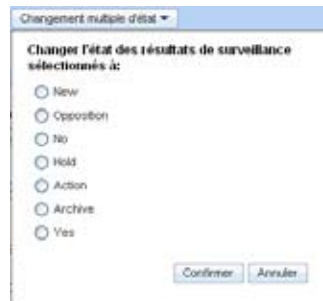 Changement multiple d'état
Changer l'état des résultats de surveillance
sélectionnés à:
New
Opposition
No
Hold
Action
Archive
Yes
Confirmer Annuler